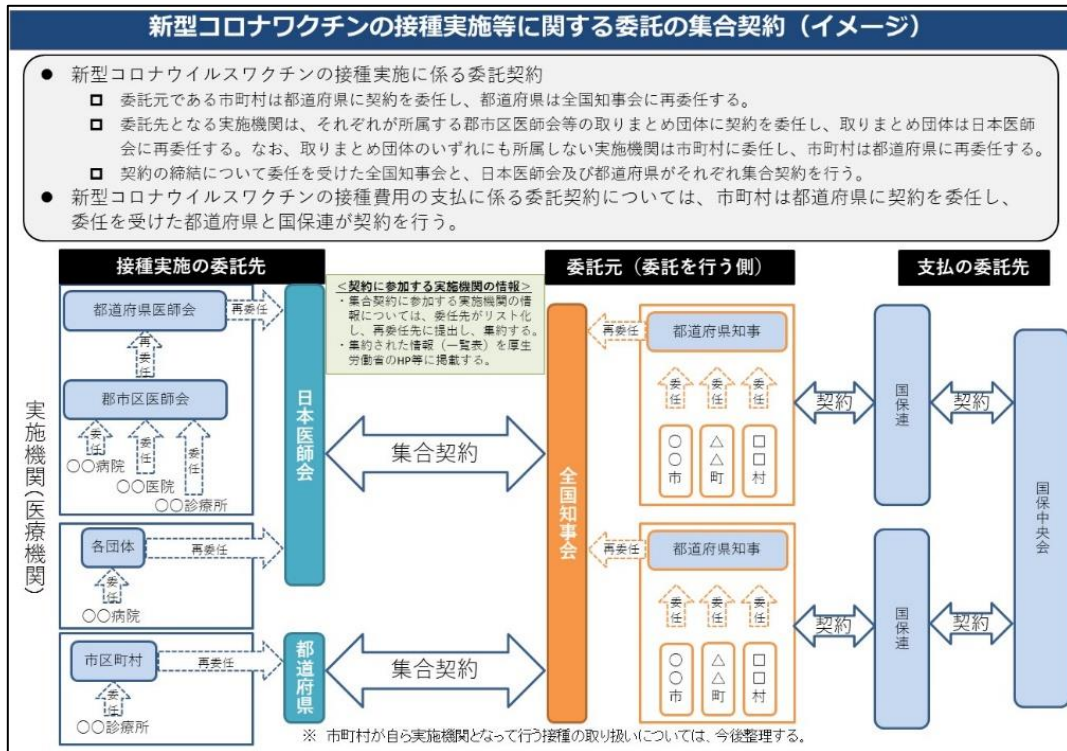 新型コロナワクチンの接種実施等に関する委託の集合契約（イメージ）
● 新型コロナウイルスワクチンの接種実施に係る委託契約
□ 委託元である市町村は都道府県に契約を委任し、都道府県は全国知事会に再委任する。
□ 委託先となる実施機関は、それぞれが所属する郡市区医師会等の取りまとめ団体に契約を委任し、取りまとめ団体は日本医師
会に再委任する。なお、取りまとめ団体のいずれにも所属しない実施機関は市町村に委任し、市町村は都道府県に再委任する。
□ 契約の締結について委任を受けた全国知事会と、日本医師会及び都道府県がそれぞれ集合契約を行う。
● 新型コロナウイルスワクチンの接種費用の支払に係る委託契約については、市町村は都道府県に契約を委任し、
委任を受けた都道府県と国保連が契約を行う。
接種実施の委託先
実施機関(医療機関)
都道府県医師会
再委任
再委任
郡市区医師会
委任
委任
委任
〇〇病院
〇〇医院
〇〇診療所
各団体
再委任
委任
〇〇病院
市区町村
再委任
委任
〇〇診療所
日本医師会
都道府県
＜契約に参加する実施機関の情報＞
・集合契約に参加する実施機関の情
報については、委任先がリスト化
し、再委任先に提出し、集約する。
・集約された情報（一覧表）を厚生
労働省のHP等に掲載する。
集合契約
集合契約
委託元（委託を行う側）
全国知事会
再委任
都道府県知事
委任
委任
委任
〇〇市
△△町
□□村
再委任
都道府県知事
委任
委任
委任
〇〇市
△△町
□□村
支払の委託先
契約
国保連
契約
契約
国保連
契約
国保中央会
※ 市町村が自ら実施機関となって行う接種の取り扱いについては、今後整理する。